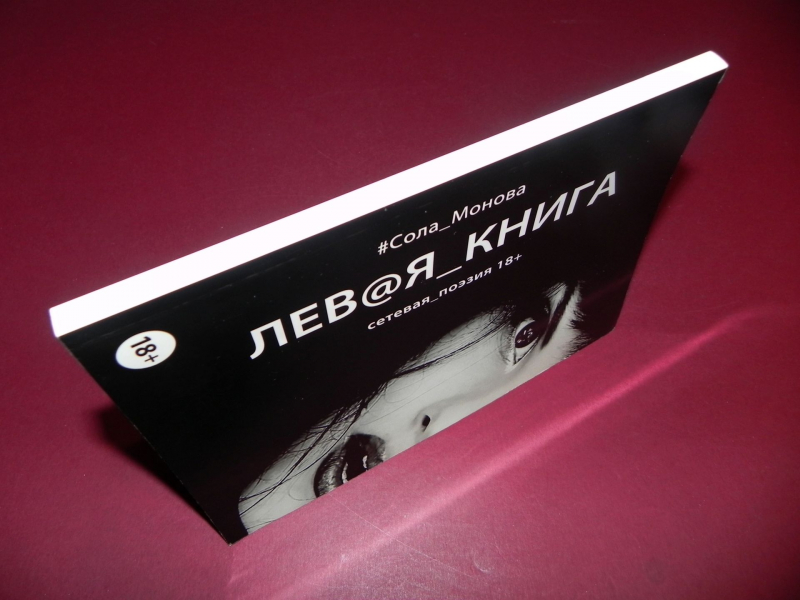 #Сола_Монова
ЛЕВ@Я_КНИГА
сетевая_поэзия 18+
18+